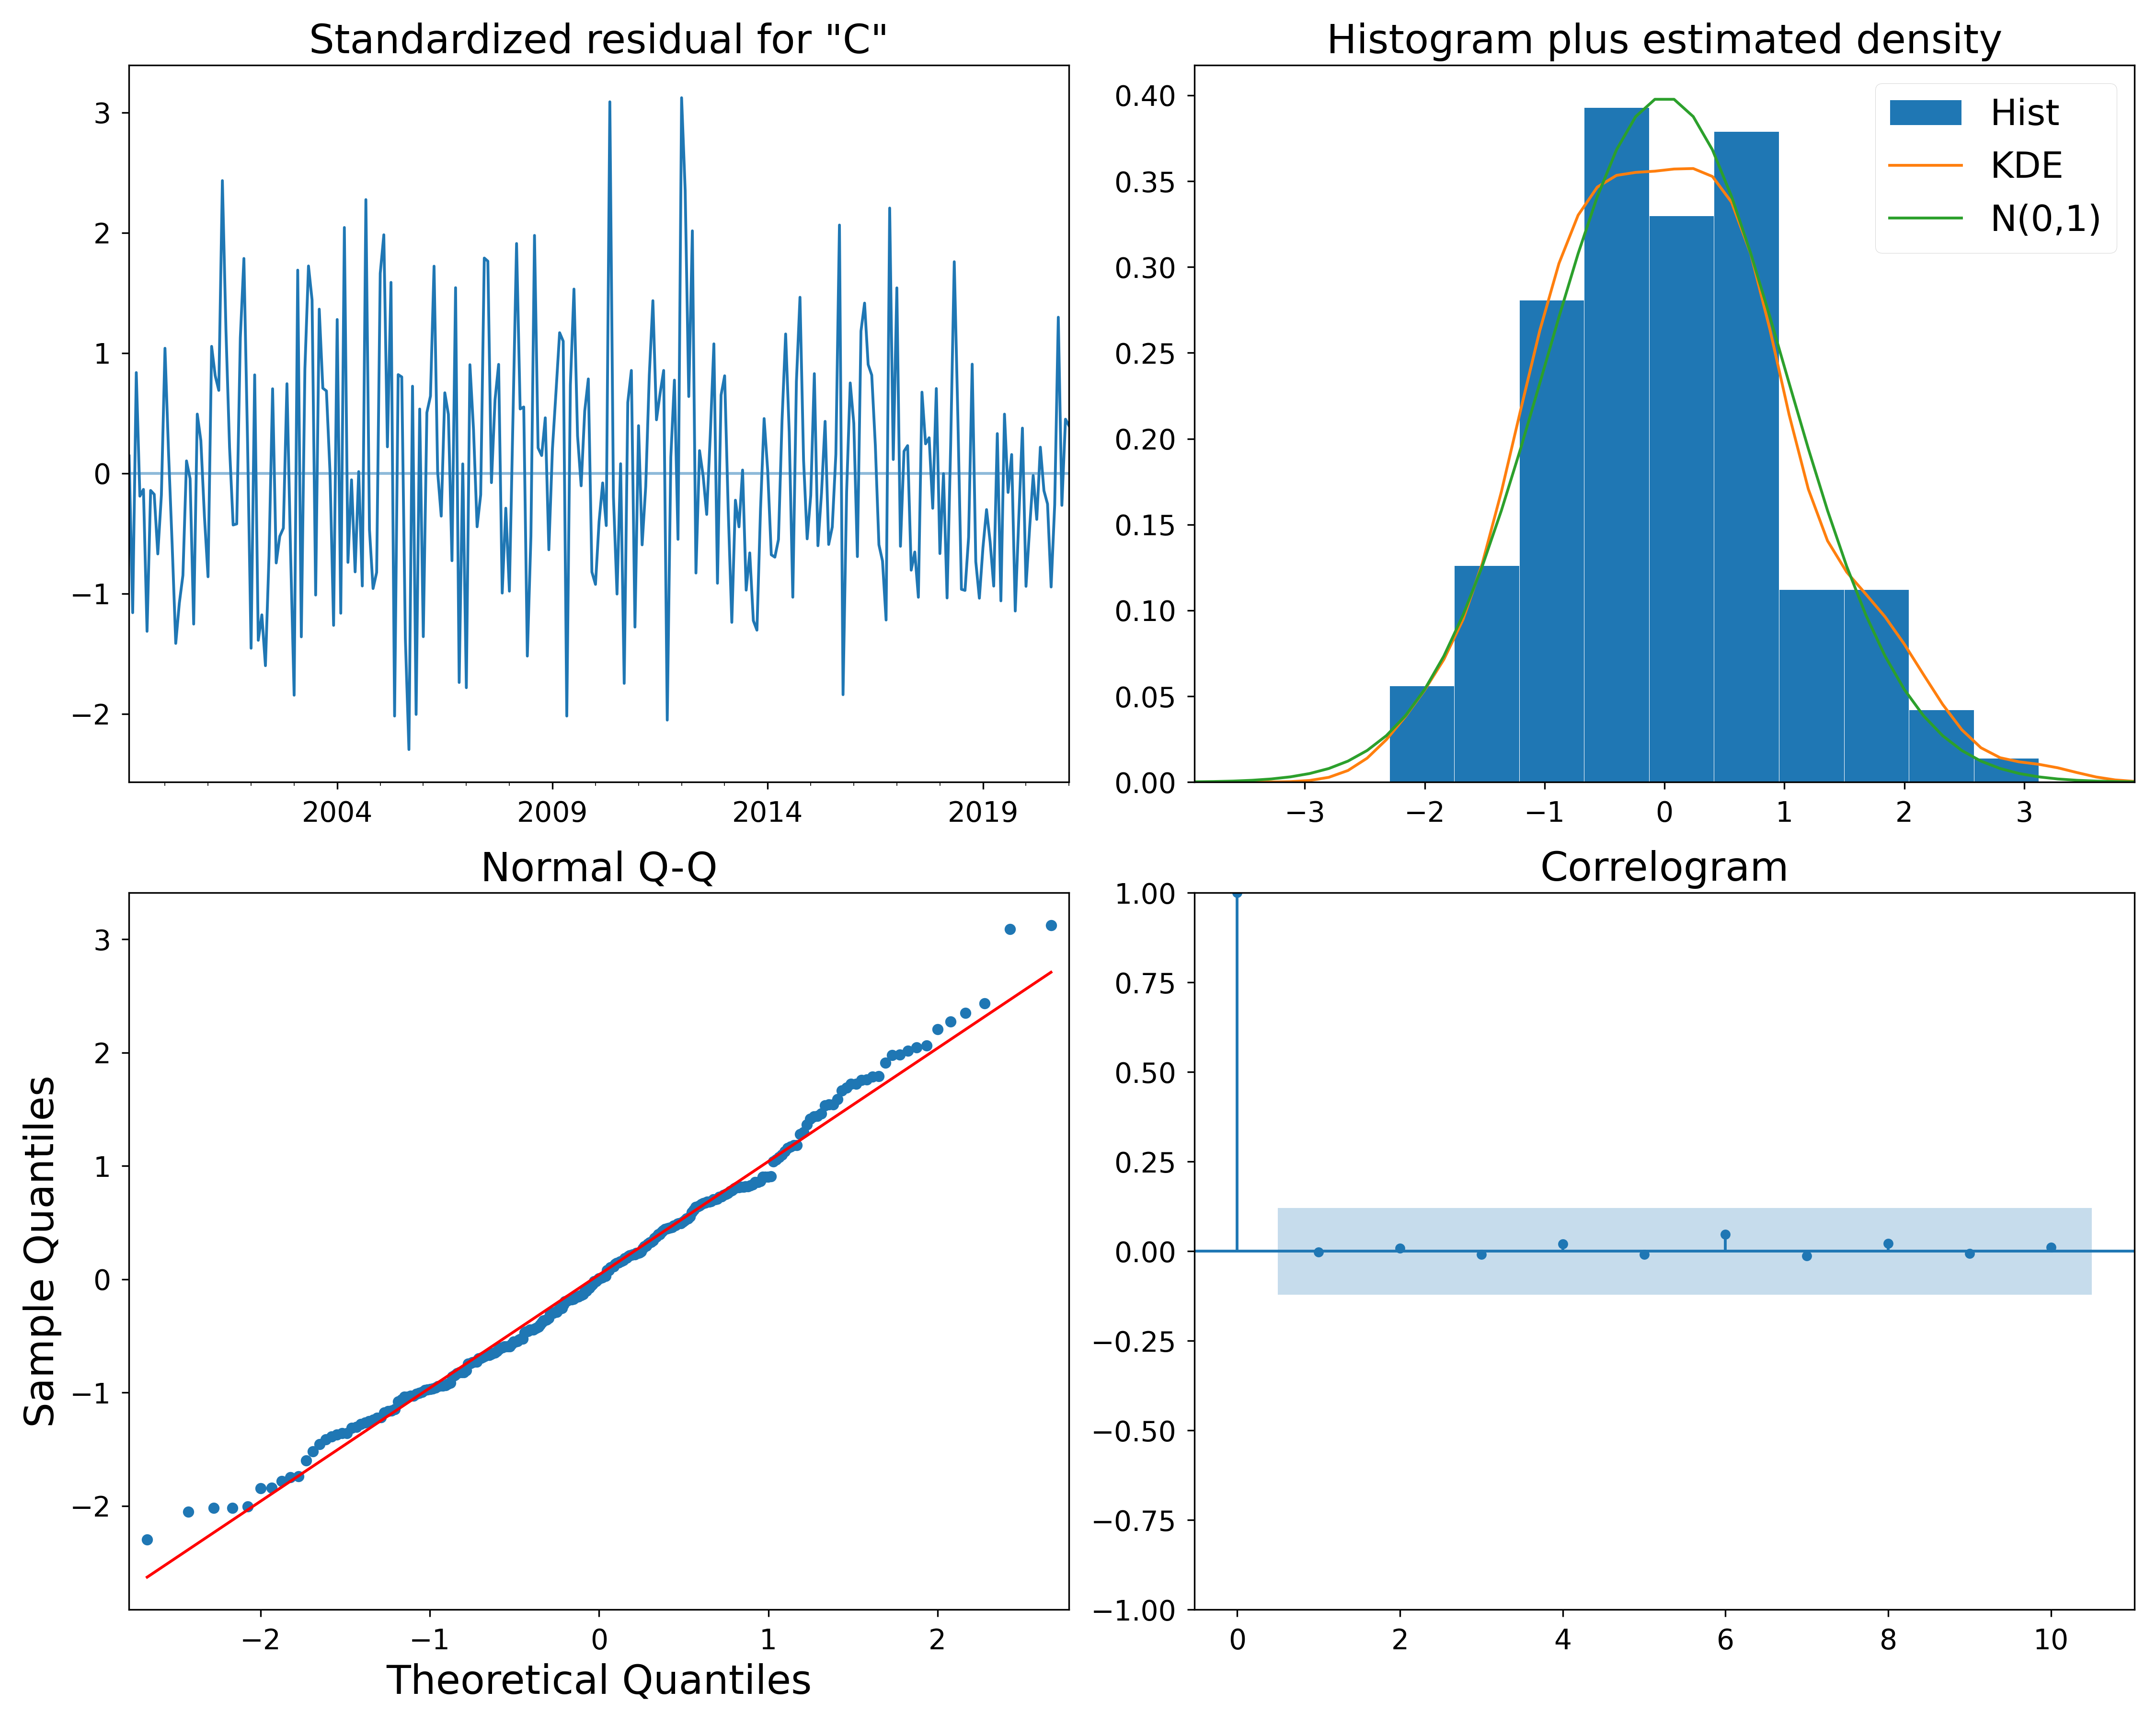 Standardized residual for "C"
3
2
1
0
−1
−2
2004 2009 2014 2019
Histogram plus estimated density
0.40
0.35
0.30
0.25
0.20
0.15
0.10
0.05
0.00
Hist
KDE
N(0,1)
−3 −2 −1 0 1 2 3
Normal Q-Q
Sample Quantiles
3
2
1
0
−1
−2
−2 −1 0 1 2
Theoretical Quantiles
Correlogram
1.00
0.75
0.50
0.25
0.00
−0.25
−0.50
−0.75
−1.00
0 2 4 6 8 10